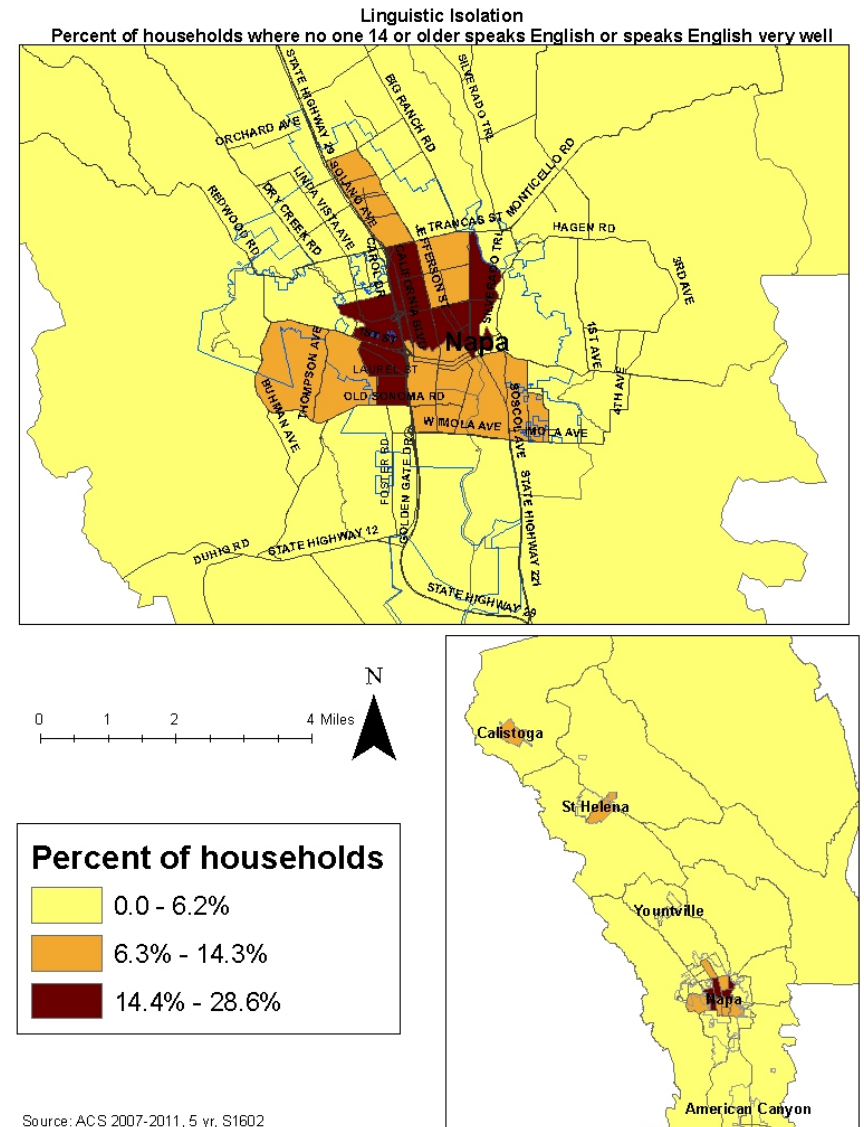 Linguistic Isolation
Percent of households where no one 14 or older speaks English or speaks English very well
STATE HIGHWAY 29
BIG RANCH RD
SILVERADO TRL
ORCHARD AVE
SOLANO AVE
LINDA VISTA AVE
DRY CREEK RD
REDWOOD RD
MONTICELLO RD
TRANCAS ST
HAGEN RD
3RD AVE
CAROL DR
CALIFORNIA BLVD
JEFFERSON ST
SILVERADO TRL
1ST ST
Napa
1ST AVE
4TH AVE
LAUREL ST
THOMPSON AVE
BUHMAN AVE
OLD SONOMA RD
W IMOLA AVE
SOSCOL AVE
IMOLA AVE
FOSTER RD
GOLDEN GATE DR
STATE HIGHWAY 221
DUHIG RD
STATE HIGHWAY 12
STATE HIGHWAY 29
N
0 1 2 4 Miles
Calistoga
St Helena
Yountville
Napa
American Canyon
Percent of households
0.0 - 6.2%
6.3% - 14.3%
14.4% - 28.6%
Source: ACS 2007-2011, 5 yr, S1602